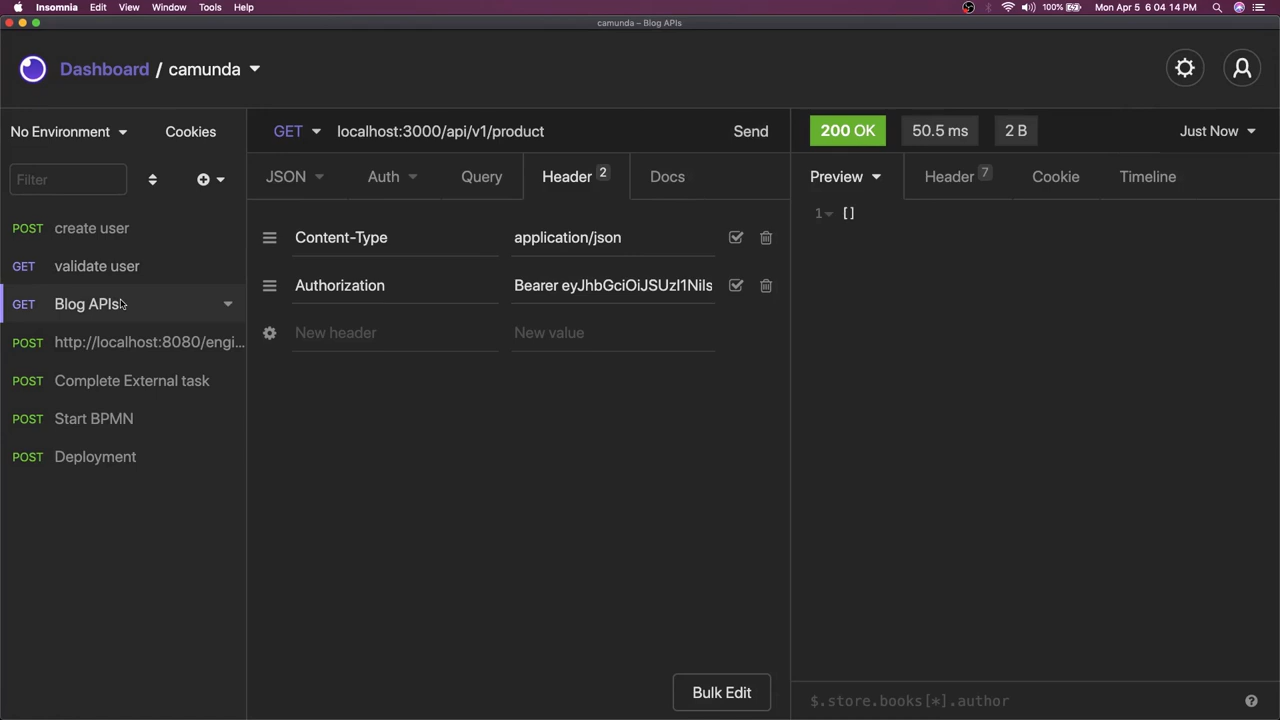 Insomnia File Edit View Window Tools Help
100% Mon Apr 5 6 04 14 PM
camunda – Blog APIs
Dashboard / camunda
No Environment
Cookies
GET localhost:3000/api/v1/product Send
200 OK 50.5 ms 2 B Just Now
Filter
JSON Auth Query Header 2 Docs
Preview Header 7 Cookie Timeline
1 []
POST create user
GET validate user
GET Blog APIs
POST http://localhost:8080/engi...
POST Complete External task
POST Start BPMN
POST Deployment
Content-Type application/json
Authorization Bearer eyJhbGciOiJSUzI1NiIs
New header New value
Bulk Edit
$.store.books[*].author